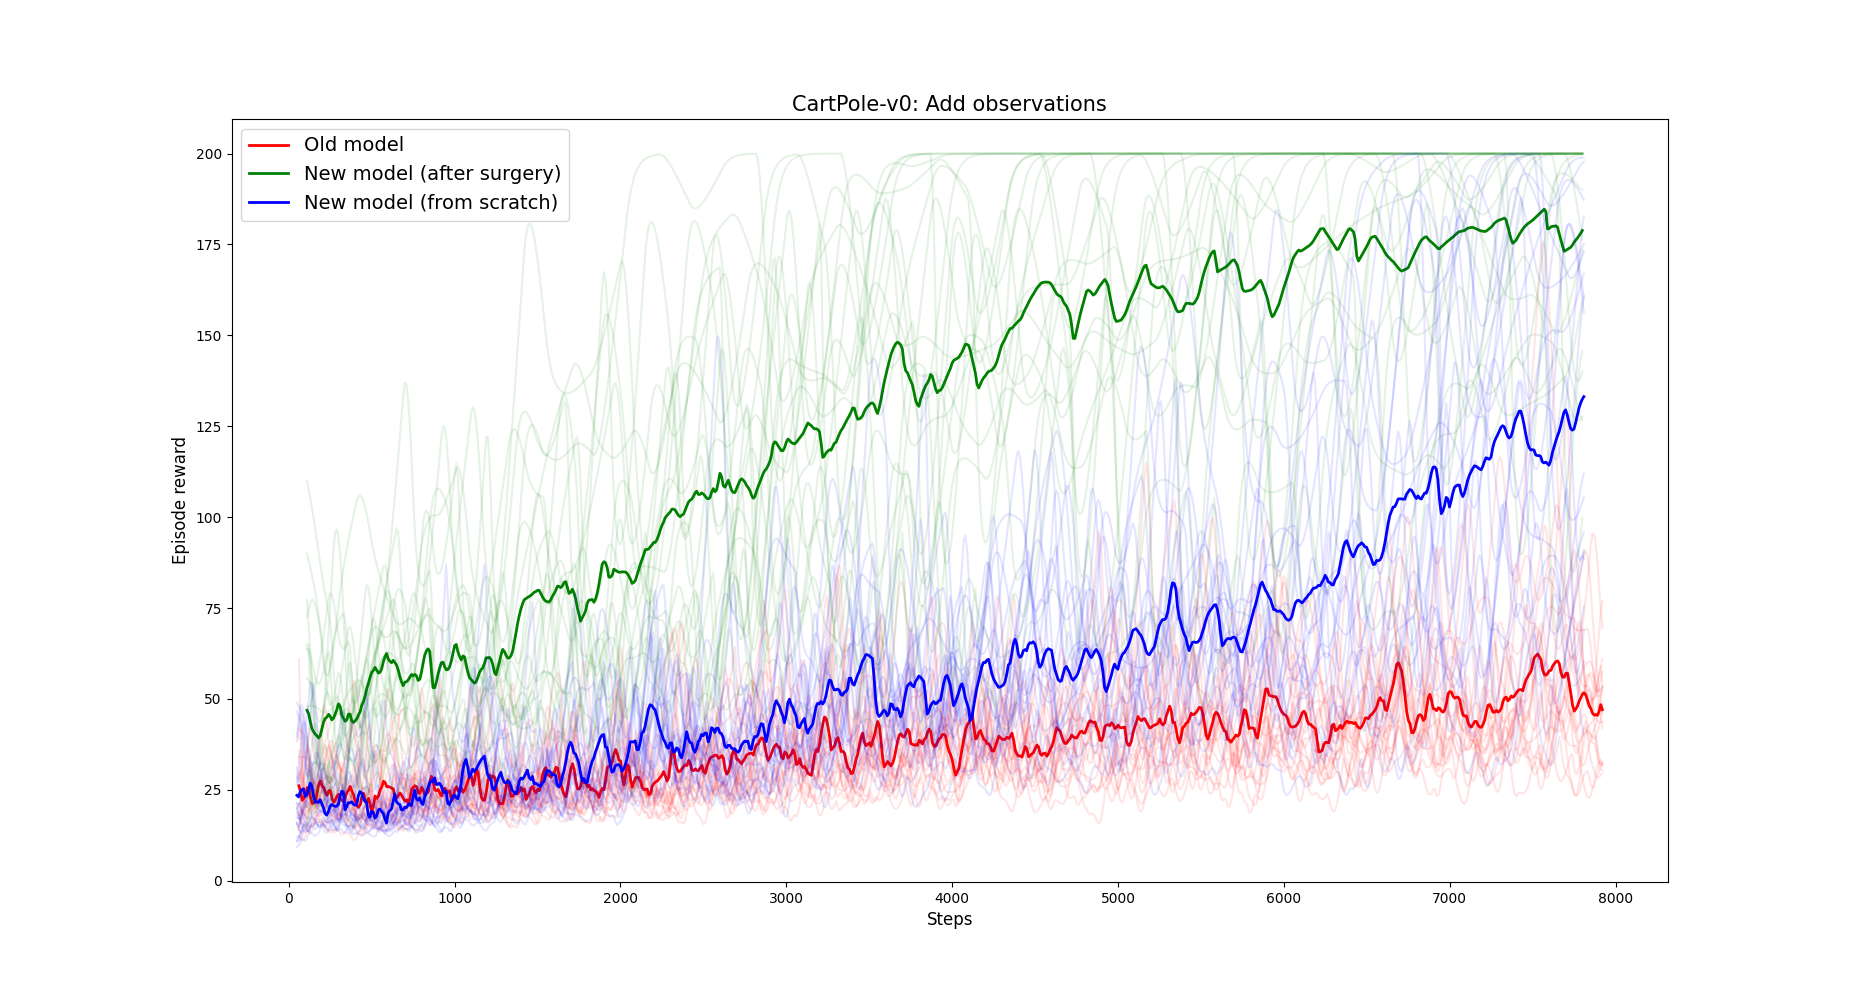 CartPole-v0: Add observations
Old model
New model (after surgery)
New model (from scratch)
Episode reward
200
175
150
125
100
75
50
25
0
0 1000 2000 3000 4000 5000 6000 7000 8000
Steps